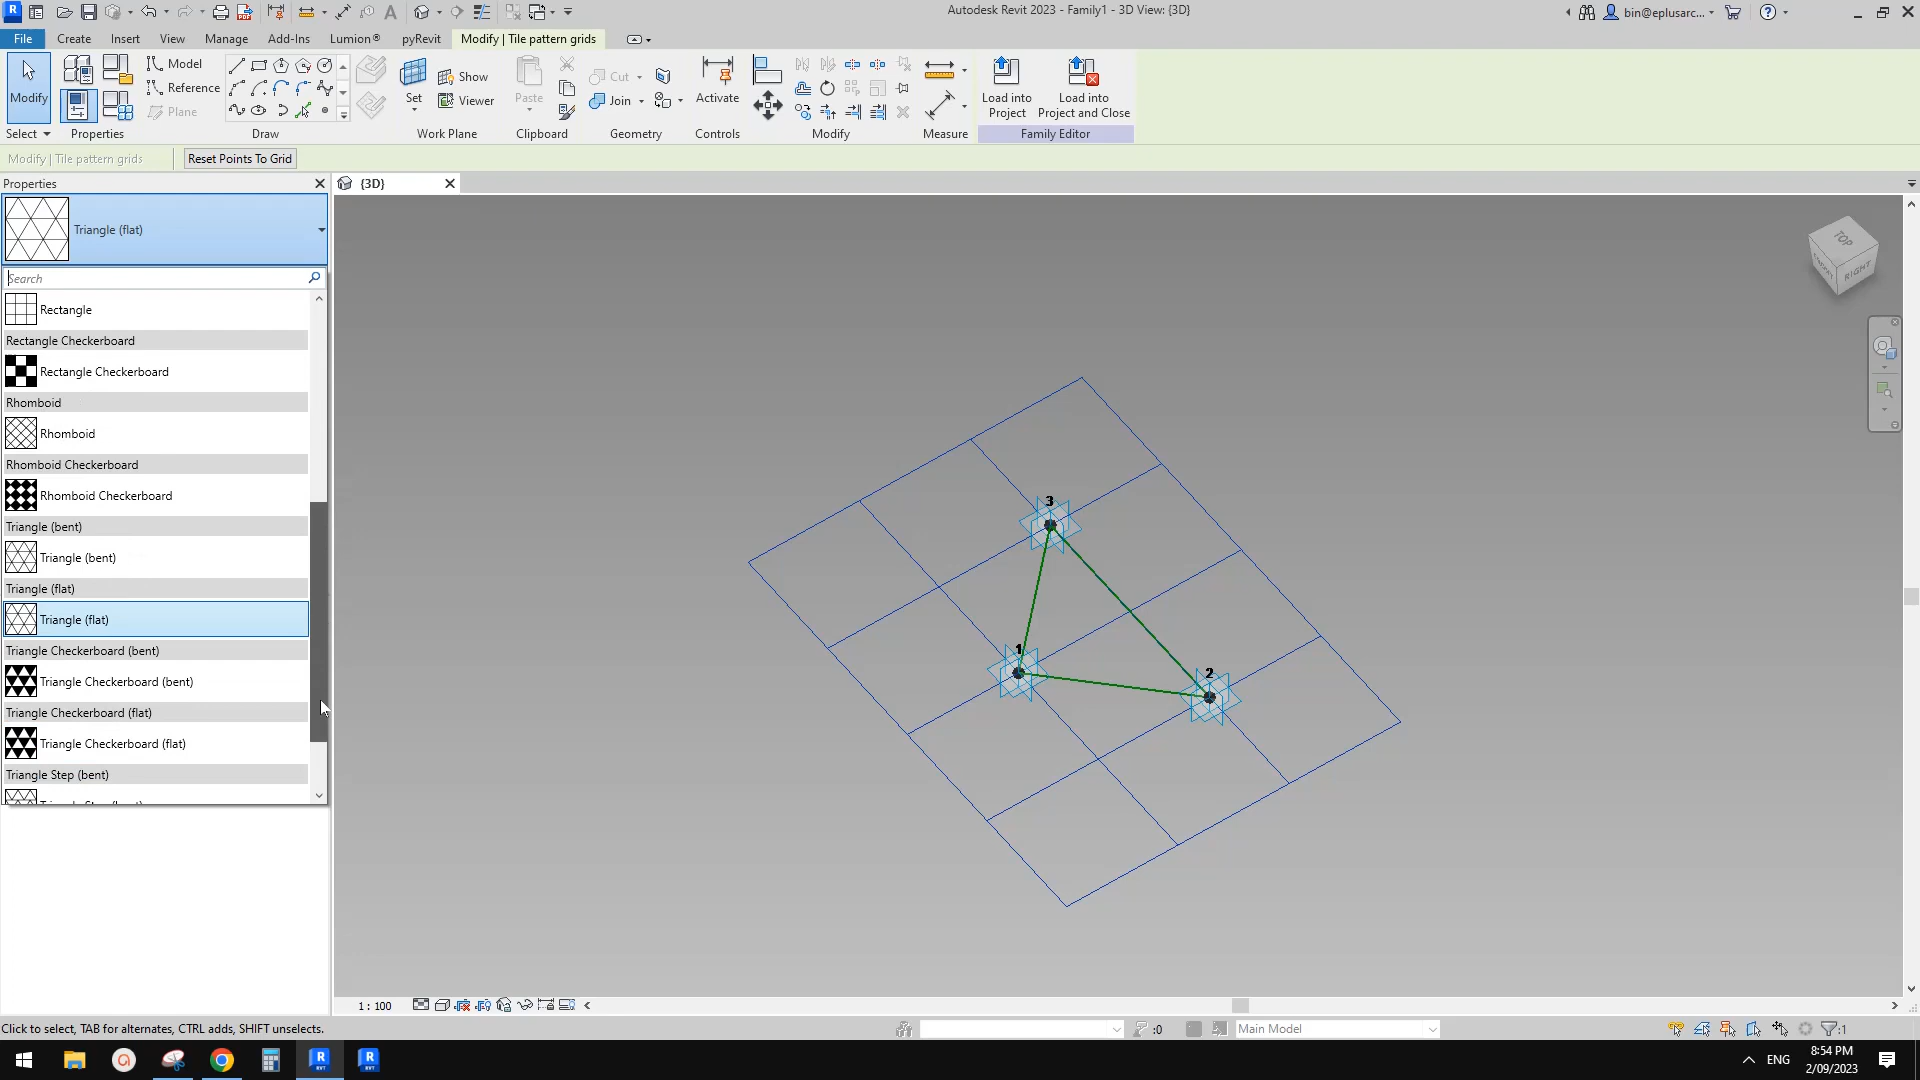 Autodesk Revit 2023 - Family1 - 3D View: {3D}
bin@eplusarc...
File
Create
Insert
View
Manage
Add-Ins
Lumion®
pyRevit
Modify | Tile pattern grids
Modify
Model
Reference
Plane
Set
Show
Viewer
Paste
Cut
Join
Activate
Load into
Project
Load into
Project and Close
Select
Properties
Draw
Work Plane
Clipboard
Geometry
Controls
Modify
Measure
Family Editor
Modify | Tile pattern grids
Reset Points To Grid
Properties
{3D}
Triangle (flat)
Search
Rectangle
Rectangle Checkerboard
Rectangle Checkerboard
Rhomboid
Rhomboid
Rhomboid Checkerboard
Rhomboid Checkerboard
Triangle (bent)
Triangle (bent)
Triangle (flat)
Triangle (flat)
Triangle Checkerboard (bent)
Triangle Checkerboard (bent)
Triangle Checkerboard (flat)
Triangle Checkerboard (flat)
Triangle Step (bent)
TOP
RIGHT
3
1
2
1 : 100
Click to select, TAB for alternates, CTRL adds, SHIFT unselects.
:0
Main Model
:1
ENG
8:54 PM
2/09/2023